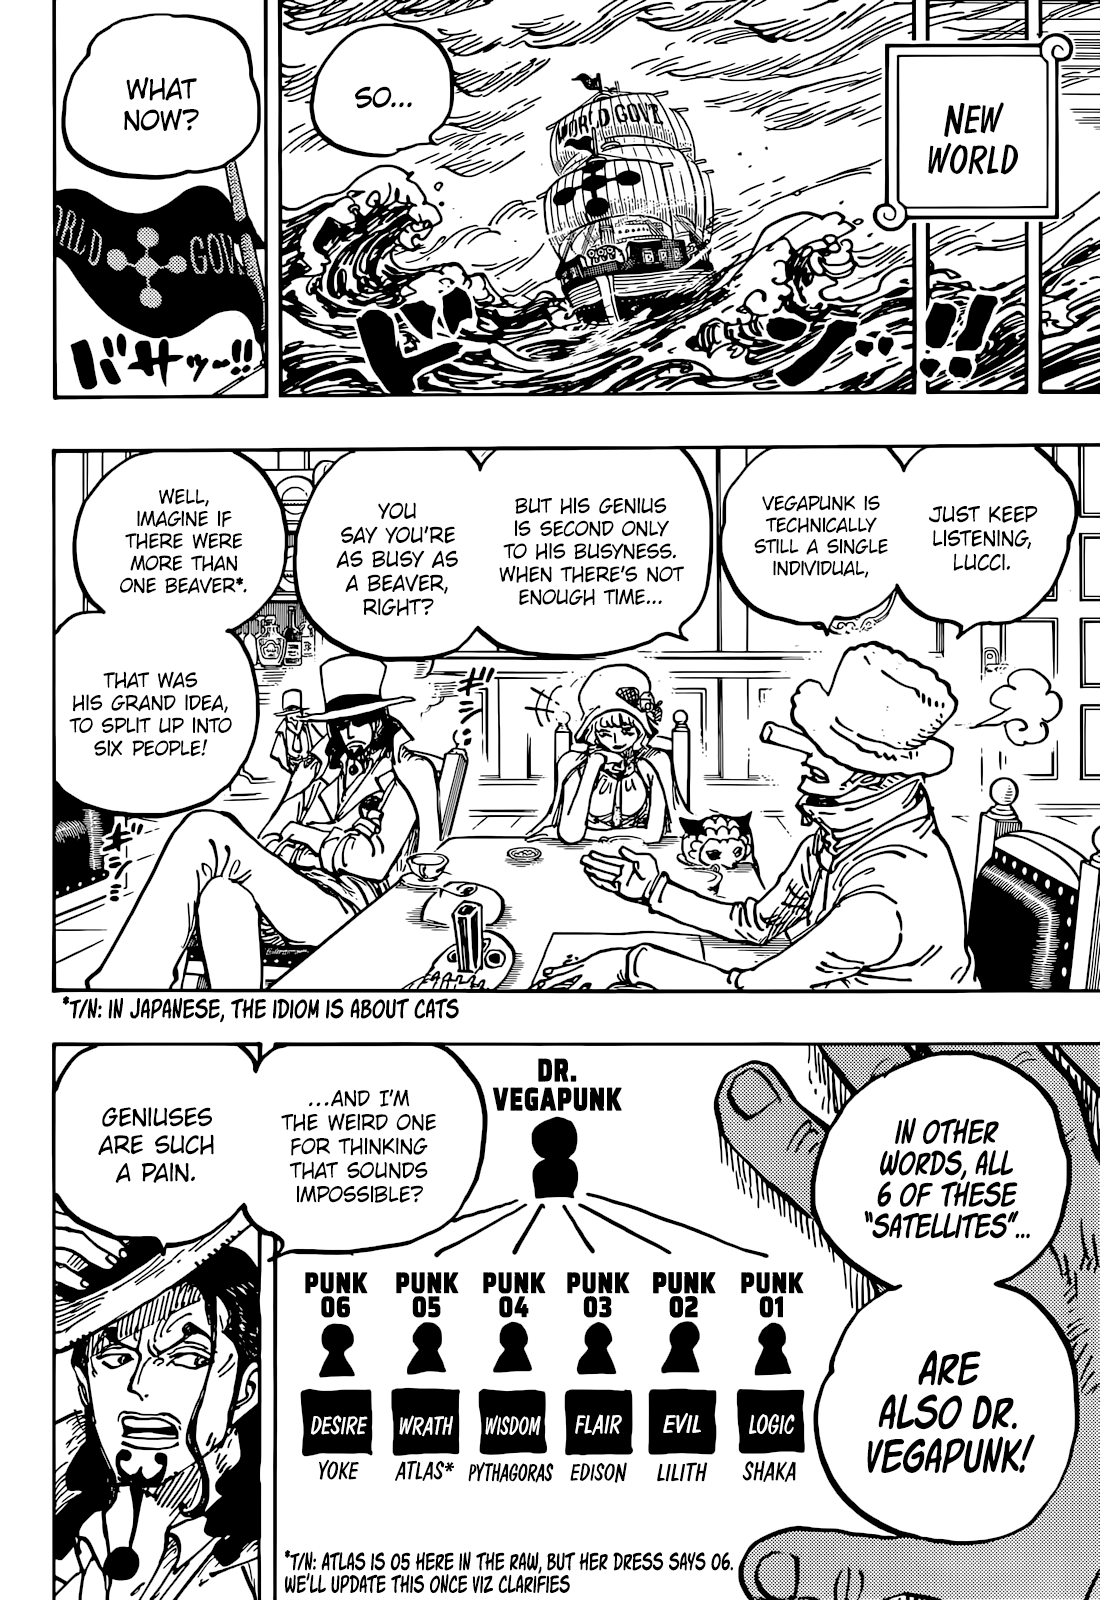 NEW
WORLD
SO...
WORLD GOVT
WHAT
NOW?
ORLD GOV
バサッ〜!!
JUST KEEP
LISTENING,
LUCCI.
VEGAPUNK IS
TECHNICALLY
STILL A SINGLE
INDIVIDUAL,
BUT HIS GENIUS
IS SECOND ONLY
TO HIS BUSYNESS.
WHEN THERE'S NOT
ENOUGH TIME...
YOU
SAY YOU'RE
AS BUSY AS
A BEAVER,
RIGHT?
WELL,
IMAGINE IF
THERE WERE
MORE THAN
ONE BEAVER*.
THAT WAS
HIS GRAND IDEA,
TO SPLIT UP INTO
SIX PEOPLE!
*T/N: IN JAPANESE, THE IDIOM IS ABOUT CATS
IN OTHER
WORDS, ALL
6 OF THESE
"SATELLITES"...
ARE
ALSO DR.
VEGAPUNK!
DR.
VEGAPUNK
PUNK
06
PUNK
05
PUNK
04
PUNK
03
PUNK
02
PUNK
01
DESIRE WRATH WISDOM FLAIR EVIL LOGIC
YOKE ATLAS* PYTHAGORAS EDISON LILITH SHAKA
*T/N: ATLAS IS 05 HERE IN THE RAW, BUT HER DRESS SAYS 06.
WE'LL UPDATE THIS ONCE VIZ CLARIFIES
...AND I'M
THE WEIRD ONE
FOR THINKING
THAT SOUNDS
IMPOSSIBLE?
GENIUSES
ARE SUCH
A PAIN.